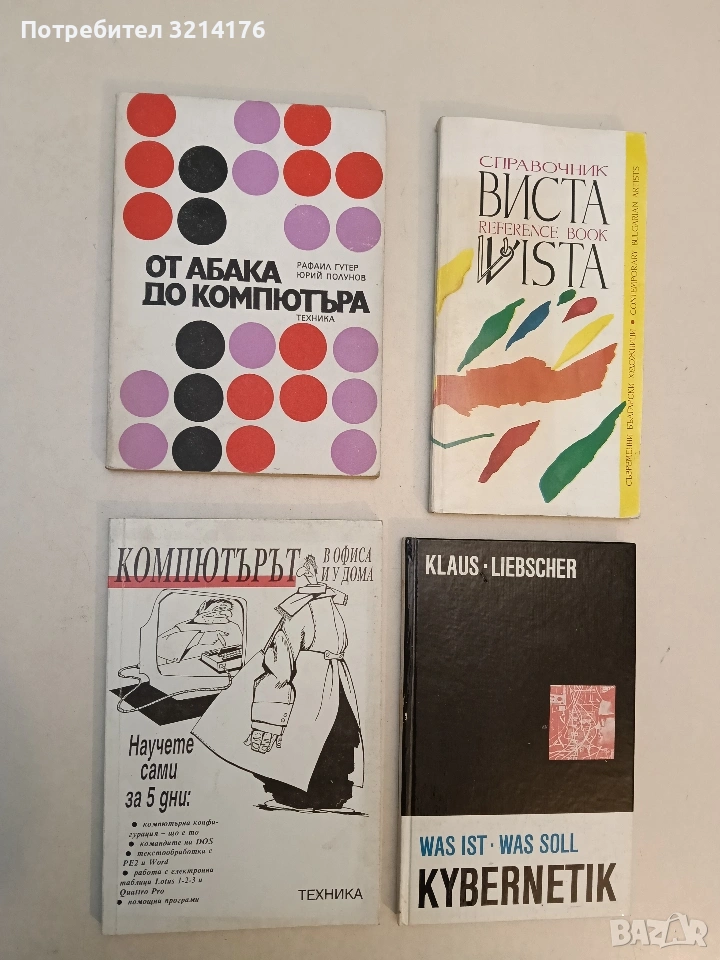 Потребител 3214176
ОТ АБАКА
ДО КОМПЮТЪРА
РАФАИЛ ГУТЕР
ЮРИЙ ПОЛУНОВ
ТЕХНИКА
СПРАВОЧНИК
ВИСТА
REFERENCE BOOK
VISTA
СЪВРЕМЕННИ БЪЛГАРСКИ ХУДОЖНИЦИ • CONTEMPORARY BULGARIAN ARTISTS
КОМПЮТЪРЪТ
В ОФИСА
И У ДОМА
Научете
сами
за 5 дни:
● компютърна конфи-
гурация – що е то
● командите на DOS
● текстообработки с
PE2 и Word
● работа с електронни
таблици Lotus 1-2-3 и
Quattro Pro
● помощни програми
ТЕХНИКА
KLAUS · LIEBSCHER
WAS IST · WAS SOLL
KYBERNETIK
BAZAR